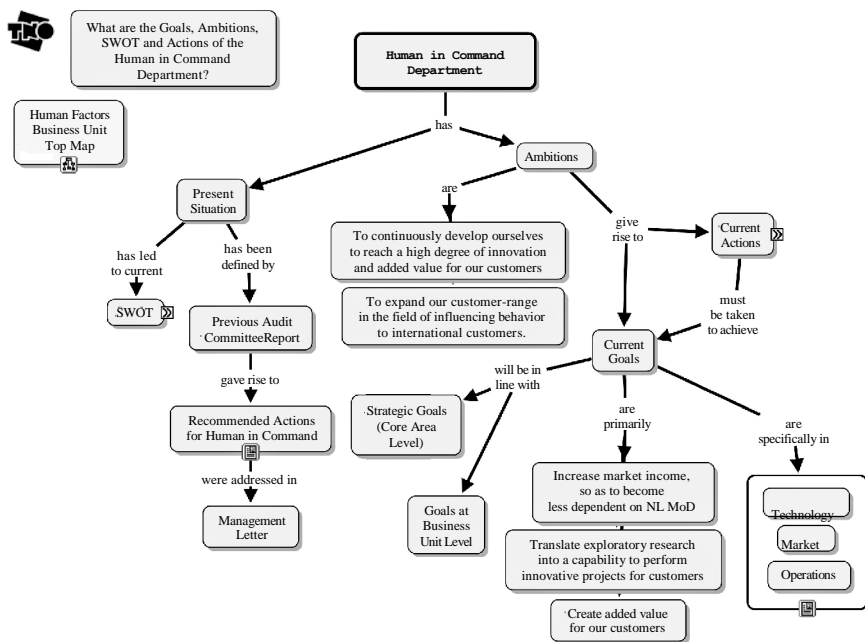 TNO
What are the Goals, Ambitions,
SWOT and Actions of the
Human in Command
Department?
Human in Command
Department
Human Factors
Business Unit
Top Map
has
Ambitions
Present
Situation
are
give
rise to
Current
Actions
To continuously develop ourselves
to reach a high degree of innovation
and added value for our customers
has led
to current
has been
defined by
To expand our customer-range
in the field of influencing behavior
to international customers.
must
be taken
to achieve
SWOT
Previous Audit
CommitteeReport
Current
Goals
will be in
line with
gave rise to
Strategic Goals
(Core Area
Level)
are
primarily
are
specifically in
Recommended Actions
for Human in Command
were addressed in
Increase market income,
so as to become
less dependent on NL MoD
Goals at
Business
Unit Level
Management
Letter
Technology
Market
Operations
Translate exploratory research
into a capability to perform
innovative projects for customers
Create added value
for our customers